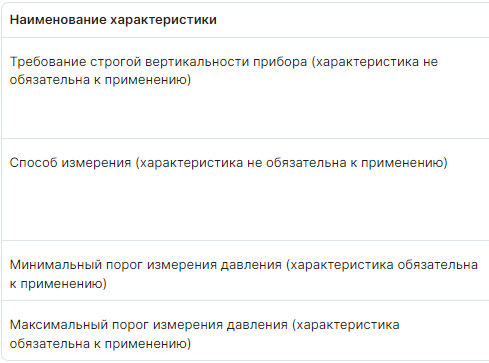 Наименование характеристики
Требование строгой вертикальности прибора (характеристика не
обязательна к применению)
Способ измерения (характеристика не обязательна к применению)
Минимальный порог измерения давления (характеристика обязательна
к применению)
Максимальный порог измерения давления (характеристика
обязательна к применению)